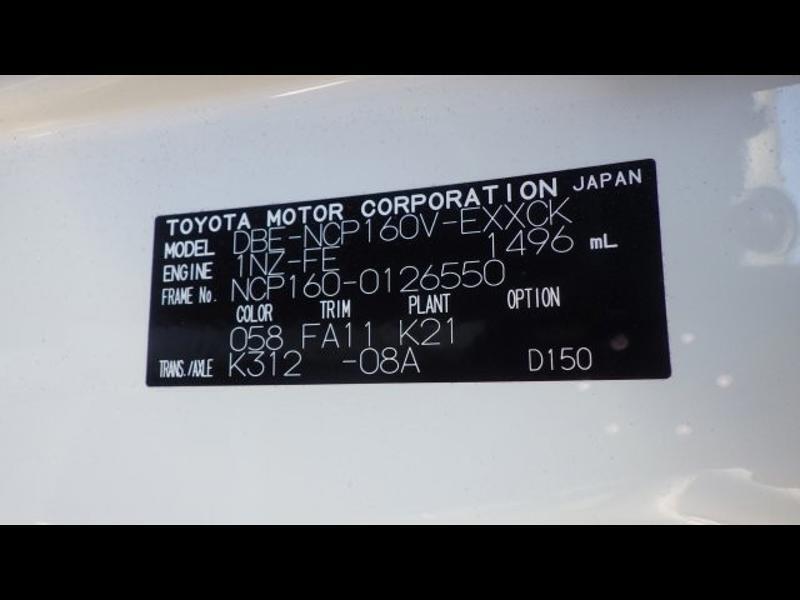 TOYOTA MOTOR CORPORATION JAPAN
MODEL DBE-NCP160V-EXXCK
ENGINE 1NZ-FE 1496 mL
FRAME No. NCP160-0126550
COLOR TRIM PLANT OPTION
058 FA11 K21
TRANS./AXLE K312 -08A D150